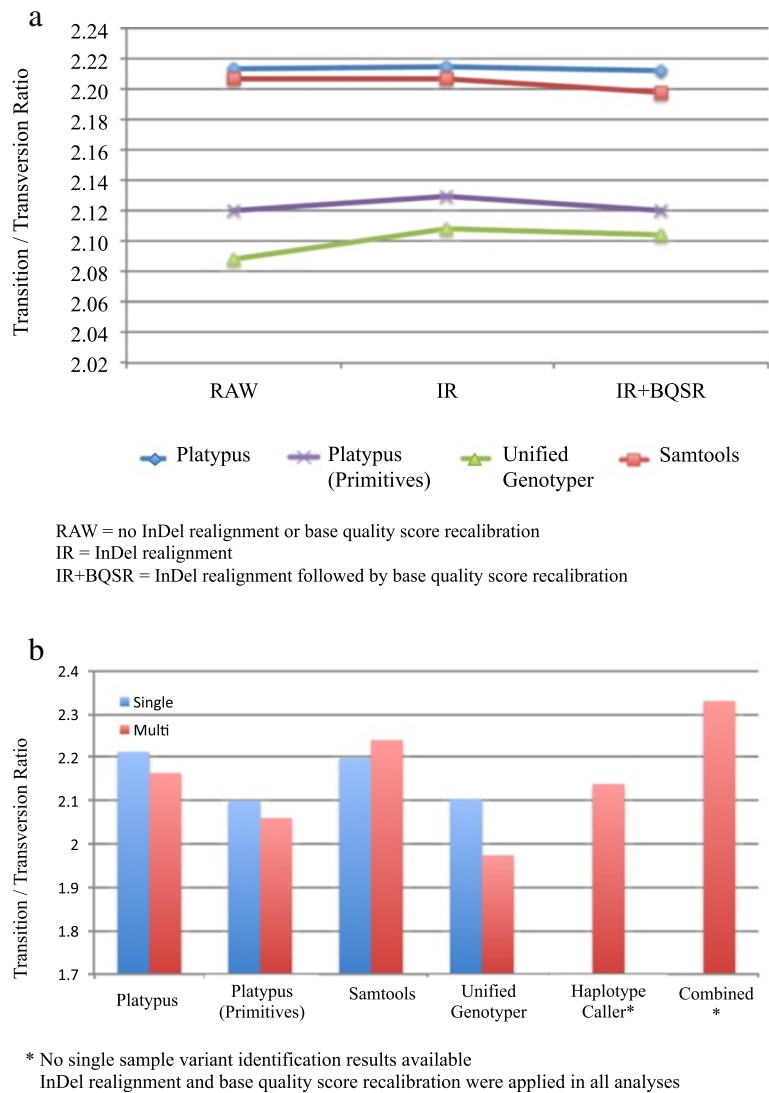 a
Transition / Transversion Ratio
2.24
2.22
2.20
2.18
2.16
2.14
2.12
2.10
2.08
2.06
2.04
2.02
RAW IR IR+BQSR
Platypus Platypus Unified Samtools
(Primitives) Genotyper
RAW = no InDel realignment or base quality score recalibration
IR = InDel realignment
IR+BQSR = InDel realignment followed by base quality score recalibration
b
Transition / Transversion Ratio
2.4
2.3
2.2
2.1
2
1.9
1.8
1.7
Single
Multi
Platypus Platypus Samtools Unified Haplotype Combined
(Primitives) Genotyper Caller* *
* No single sample variant identification results available
InDel realignment and base quality score recalibration were applied in all analyses